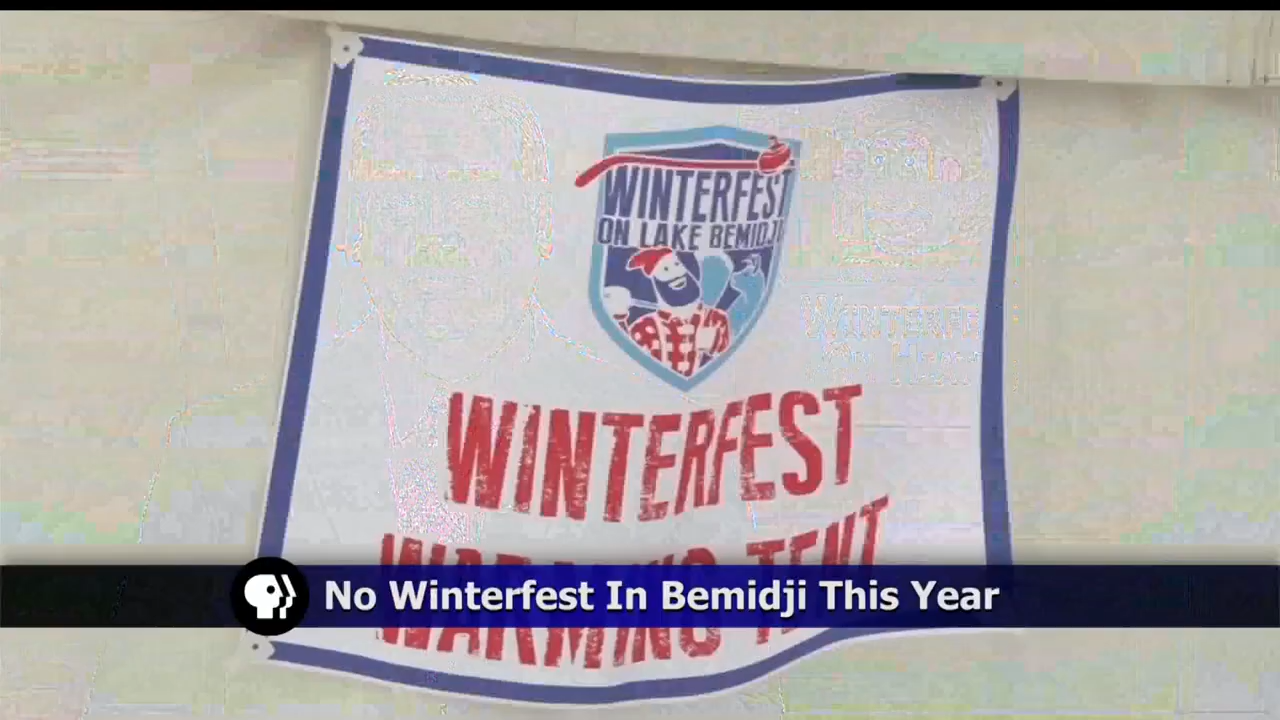 WINTERFEST
ON LAKE BEMIDJI
WINTERFEST
WARMING TENT
No Winterfest In Bemidji This Year